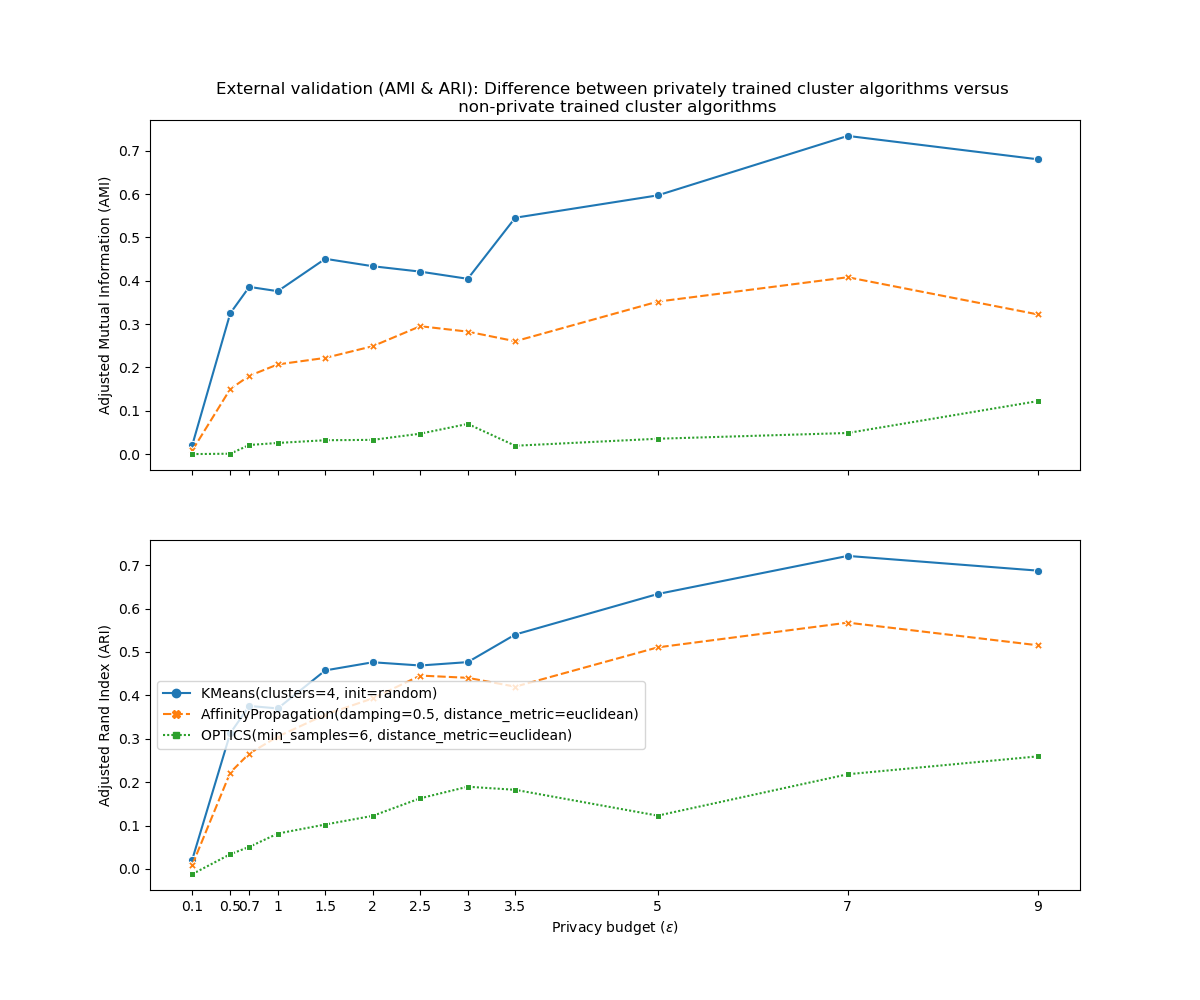 External validation (AMI & ARI): Difference between privately trained cluster algorithms versus
non-private trained cluster algorithms
Adjusted Mutual Information (AMI)
0.7
0.6
0.5
0.4
0.3
0.2
0.1
0.0
Adjusted Rand Index (ARI)
0.7
0.6
0.5
0.4
0.3
0.2
0.1
0.0
KMeans(clusters=4, init=random)
AffinityPropagation(damping=0.5, distance_metric=euclidean)
OPTICS(min_samples=6, distance_metric=euclidean)
0.1 0.5 0.7 1 1.5 2 2.5 3 3.5 5 7 9
Privacy budget (ε)